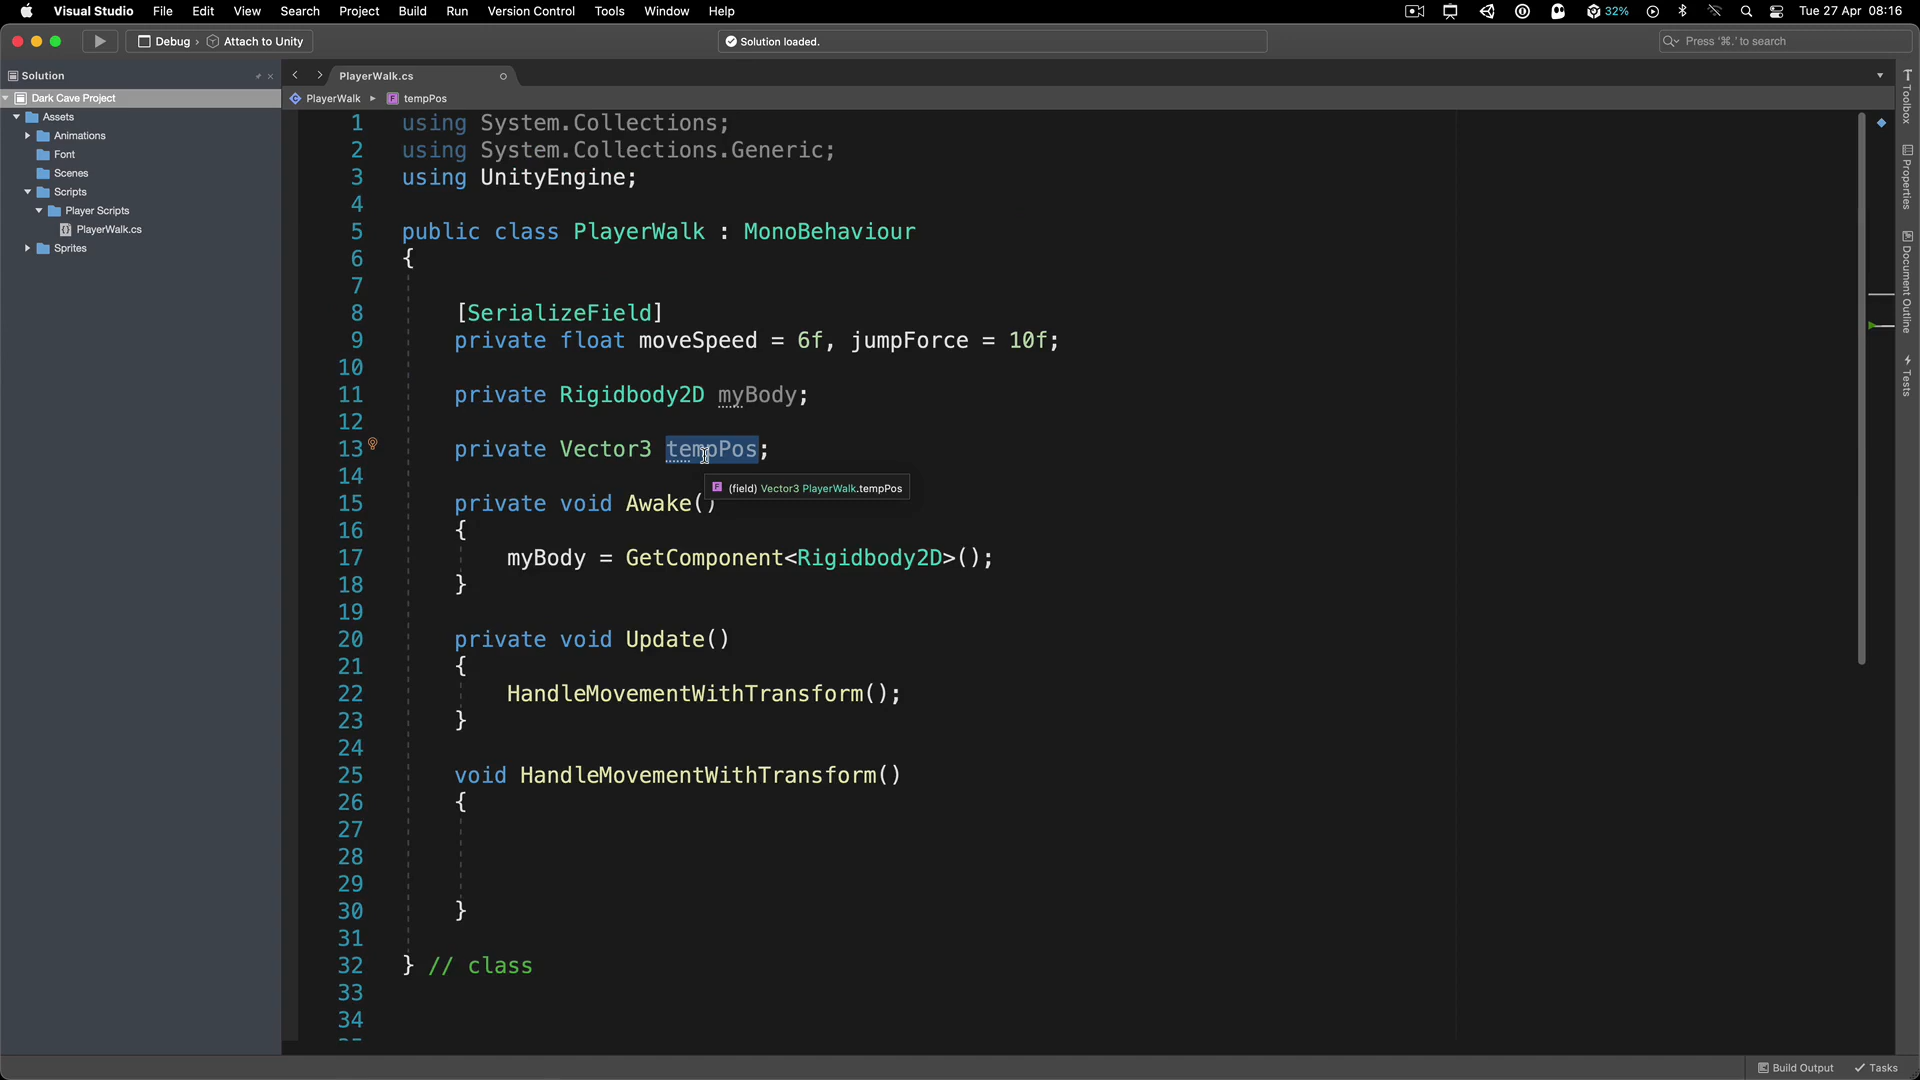 Visual Studio File Edit View Search Project Build Run Version Control Tools Window Help 32% Tue 27 Apr 08:16
Debug › Attach to Unity Solution loaded. Press '⌘.' to search
Solution
Dark Cave Project
Assets
Animations
Font
Scenes
Scripts
Player Scripts
PlayerWalk.cs
Sprites
PlayerWalk.cs
PlayerWalk ▸ tempPos
1 using System.Collections;
2 using System.Collections.Generic;
3 using UnityEngine;
4
5 public class PlayerWalk : MonoBehaviour
6 {
7
8 [SerializeField]
9 private float moveSpeed = 6f, jumpForce = 10f;
10
11 private Rigidbody2D myBody;
12
13 private Vector3 tempPos;
14
(field) Vector3 PlayerWalk.tempPos
15 private void Awake()
16 {
17 myBody = GetComponent<Rigidbody2D>();
18 }
19
20 private void Update()
21 {
22 HandleMovementWithTransform();
23 }
24
25 void HandleMovementWithTransform()
26 {
27
28
29
30 }
31
32 } // class
33
34
Toolbox
Properties
Document Outline
Tests
Build Output Tasks